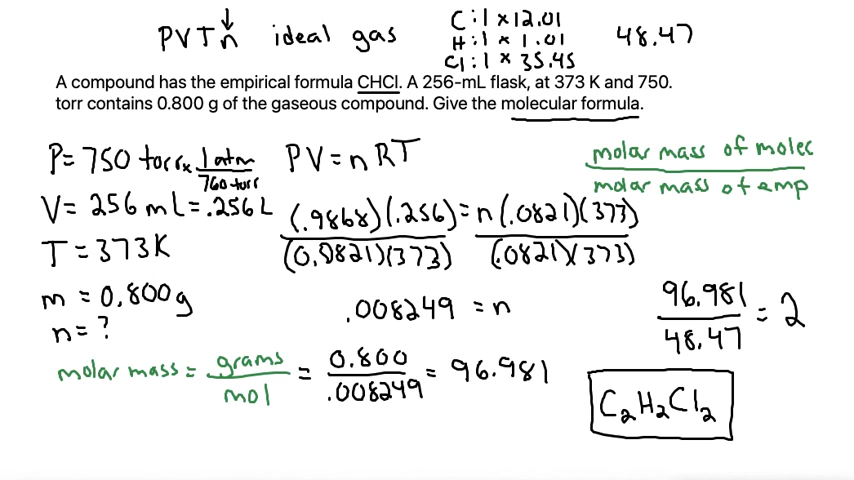 PVTn ideal gas
C:1 x 12.01
H:1 x 1.01
Cl:1 x 35.45
48.47
A compound has the empirical formula CHCl. A 256-mL flask, at 373 K and 750.
torr contains 0.800 g of the gaseous compound. Give the molecular formula.
P= 750 torr x 1 atm / 760 torr
V= 256 mL = .256L
T = 373K
m = 0.800g
n= ?
PV = nRT
(.9868)(.256) = n(.0821)(373)
(0.0821)(373) (.0821)(373)
.008249 = n
molar mass = grams / mol = 0.800 / .008249 = 96.981
molar mass of molec
molar mass of emp
96.981 / 48.47 = 2
C₂H₂Cl₂